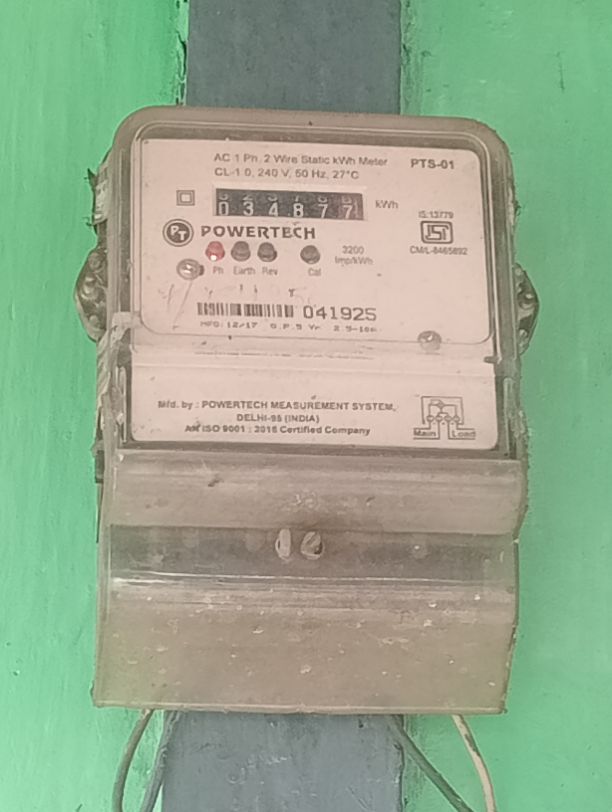 AC 1 Ph. 2 Wire Static kWh Meter PTS-01
CL-1.0, 240 V, 50 Hz, 27°C
034877 kWh
IS:13779
PT POWERTECH
CM/L-8465892
3200
Imp/kWh
Ph Earth Rev Cal
041925
MFG: 12/17
Mfd. by : POWERTECH MEASUREMENT SYSTEM,
DELHI-95 (INDIA)
AN ISO 9001 : 2015 Certified Company
Main Load